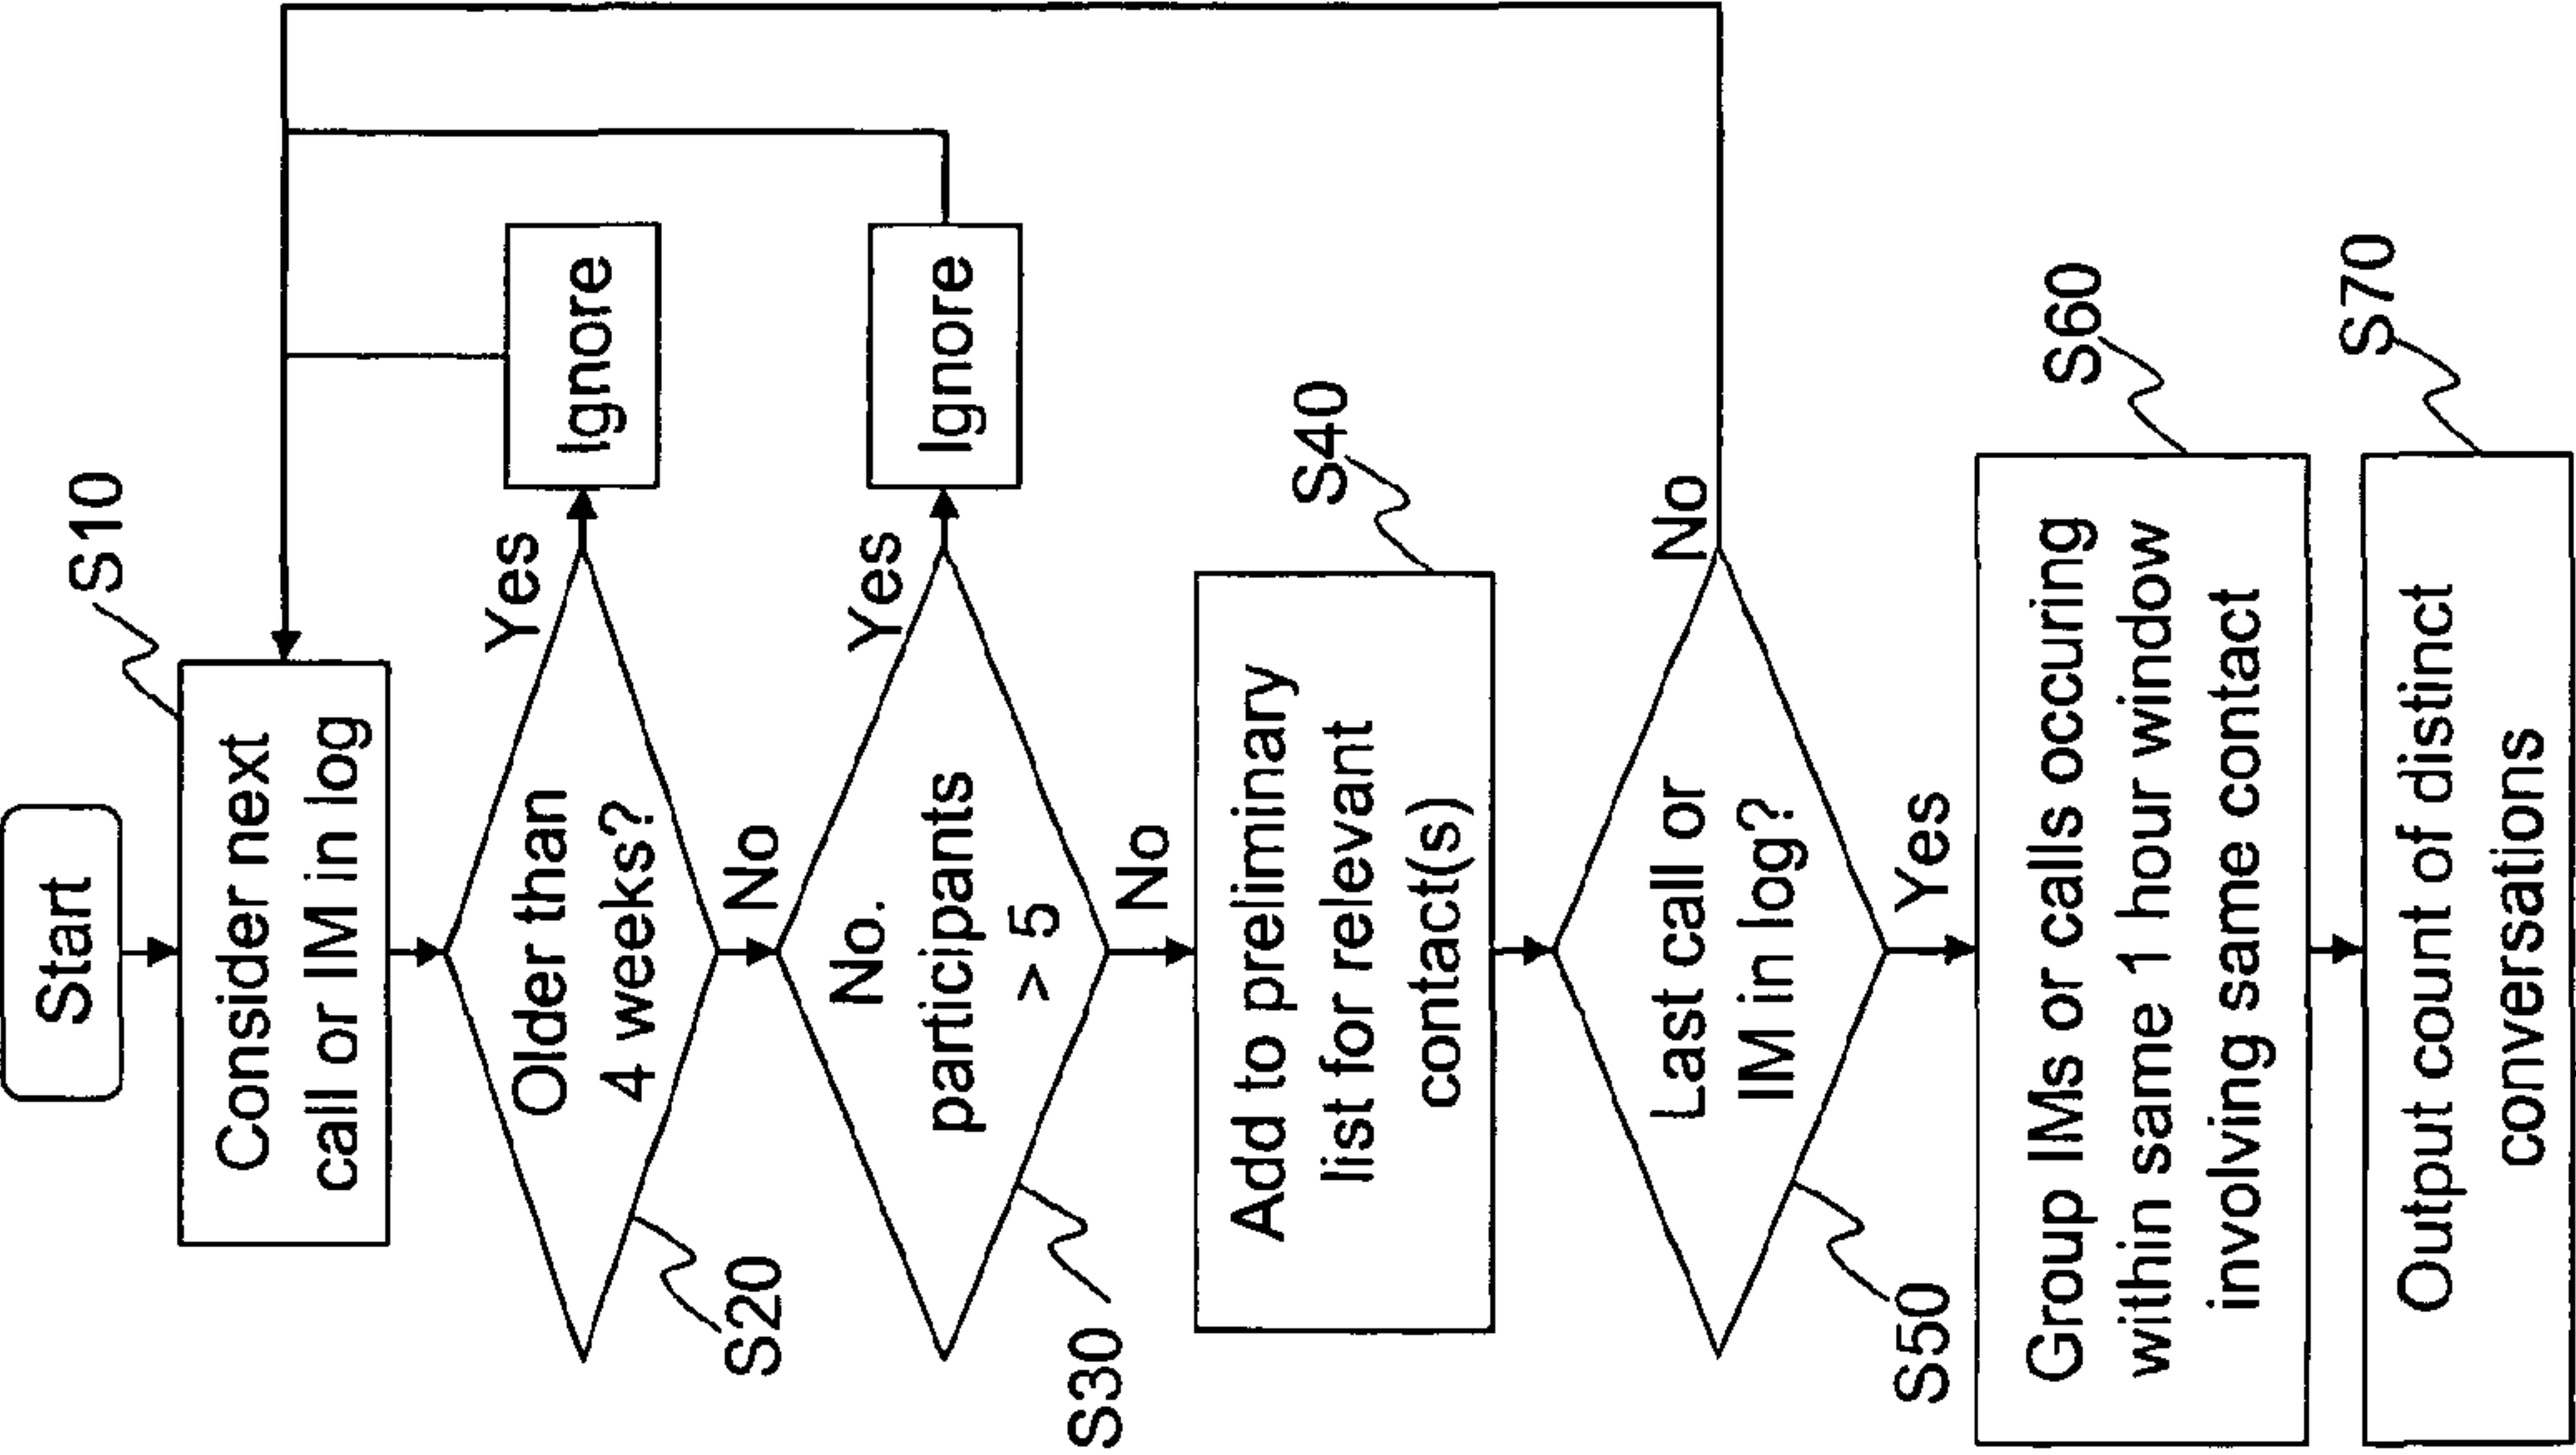 Start
S10
Consider next
call or IM in log
Older than
4 weeks?
Yes
Ignore
S20
No
No.
participants
> 5
Yes
Ignore
S30
No
S40
Add to preliminary
list for relevant
contact(s)
Last call or
IM in log?
No
S50
Yes
S60
Group IMs or calls occuring
within same 1 hour window
involving same contact
S70
Output count of distinct
conversations